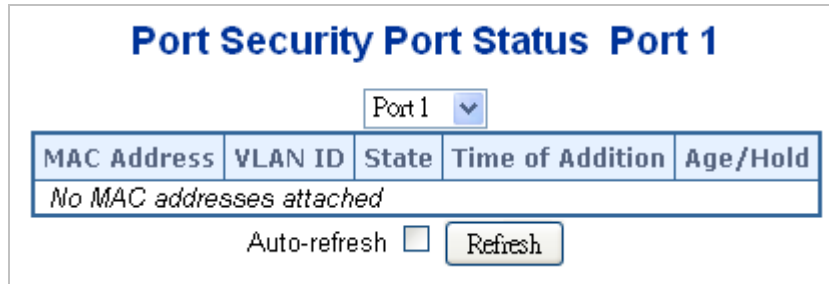 Port Security Port Status Port 1
Port 1
MAC Address VLAN ID State Time of Addition Age/Hold
No MAC addresses attached
Auto-refresh Refresh